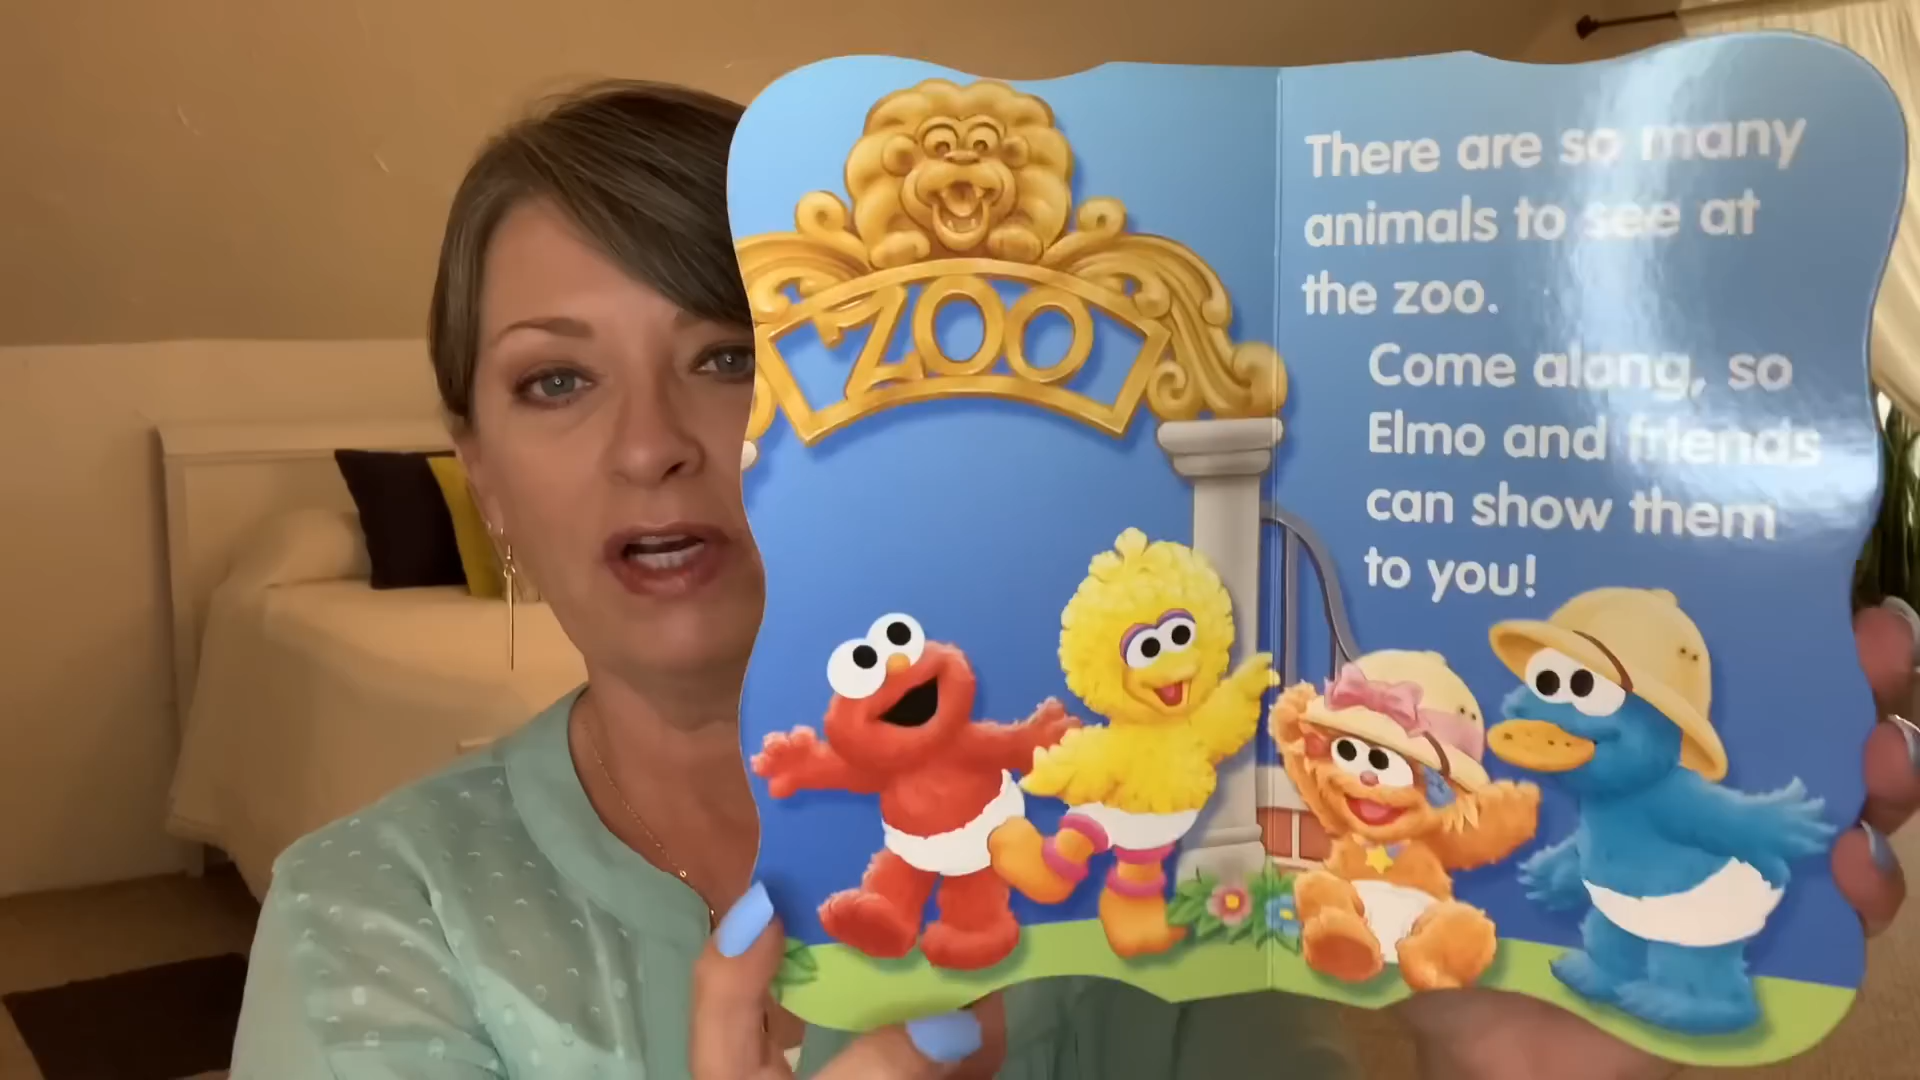 ZOO
There are so many
animals to see at
the zoo.
Come along, so
Elmo and friends
can show them
to you!